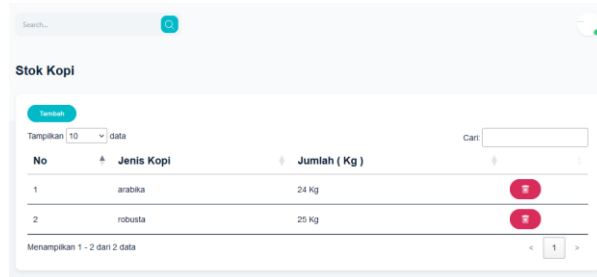 Search...
Stok Kopi
Tambah
Tampilkan 10 data Cari:
No Jenis Kopi Jumlah ( Kg )
1 arabika 24 Kg
2 robusta 25 Kg
Menampilkan 1 - 2 dari 2 data < 1 >